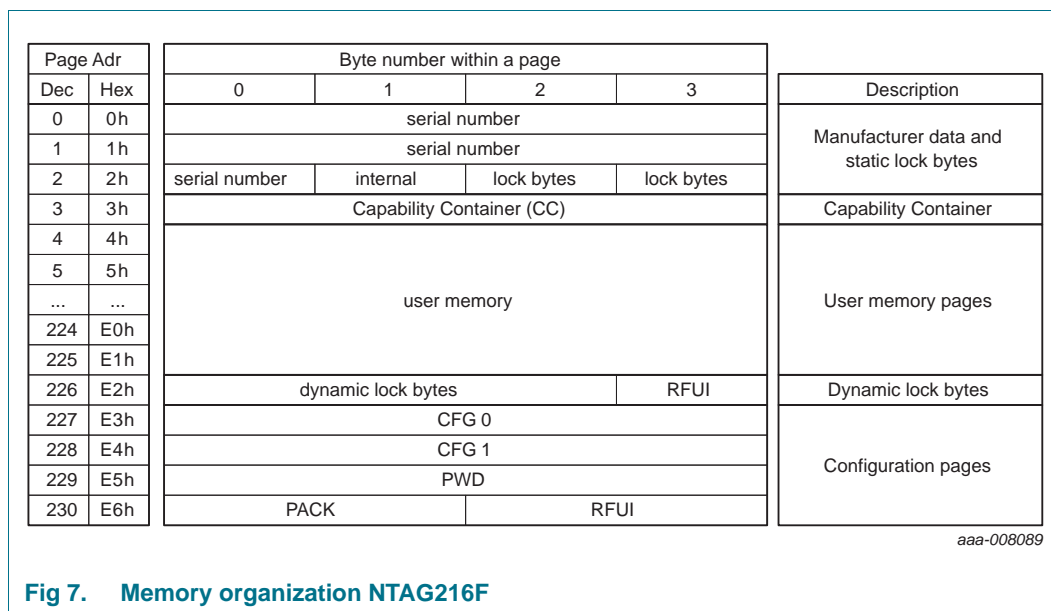 Page Adr Byte number within a page
Dec Hex 0 1 2 3 Description
0 0h serial number
1 1h serial number
Manufacturer data and
static lock bytes
2 2h serial number internal lock bytes lock bytes
3 3h Capability Container (CC) Capability Container
4 4h
5 5h
... ... user memory User memory pages
224 E0h
225 E1h
226 E2h dynamic lock bytes RFUI Dynamic lock bytes
227 E3h CFG 0
228 E4h CFG 1
Configuration pages
229 E5h PWD
230 E6h PACK RFUI
aaa-008089
Fig 7. Memory organization NTAG216F